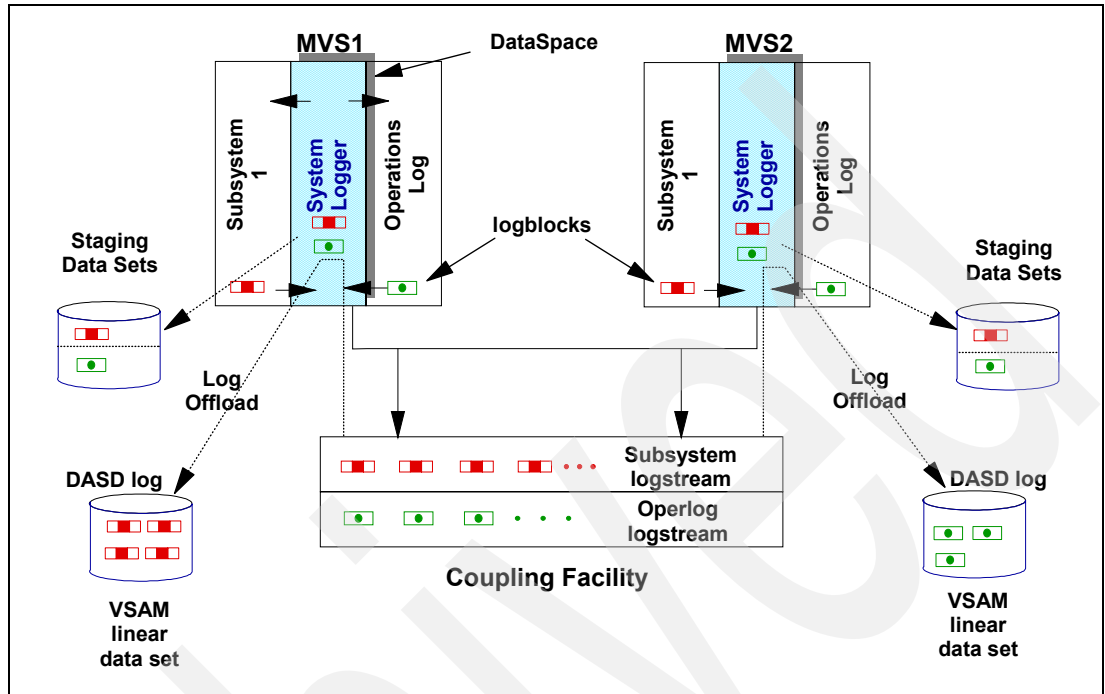 MVS1
DataSpace
MVS2
Subsystem
1
System
Logger
Operations
Log
Subsystem
1
System
Logger
Operations
Log
logblocks
Staging
Data Sets
Staging
Data Sets
Log
Offload
Log
Offload
DASD log
Subsystem
logstream
DASD log
Operlog
logstream
Coupling Facility
VSAM
linear
data set
VSAM
linear
data set